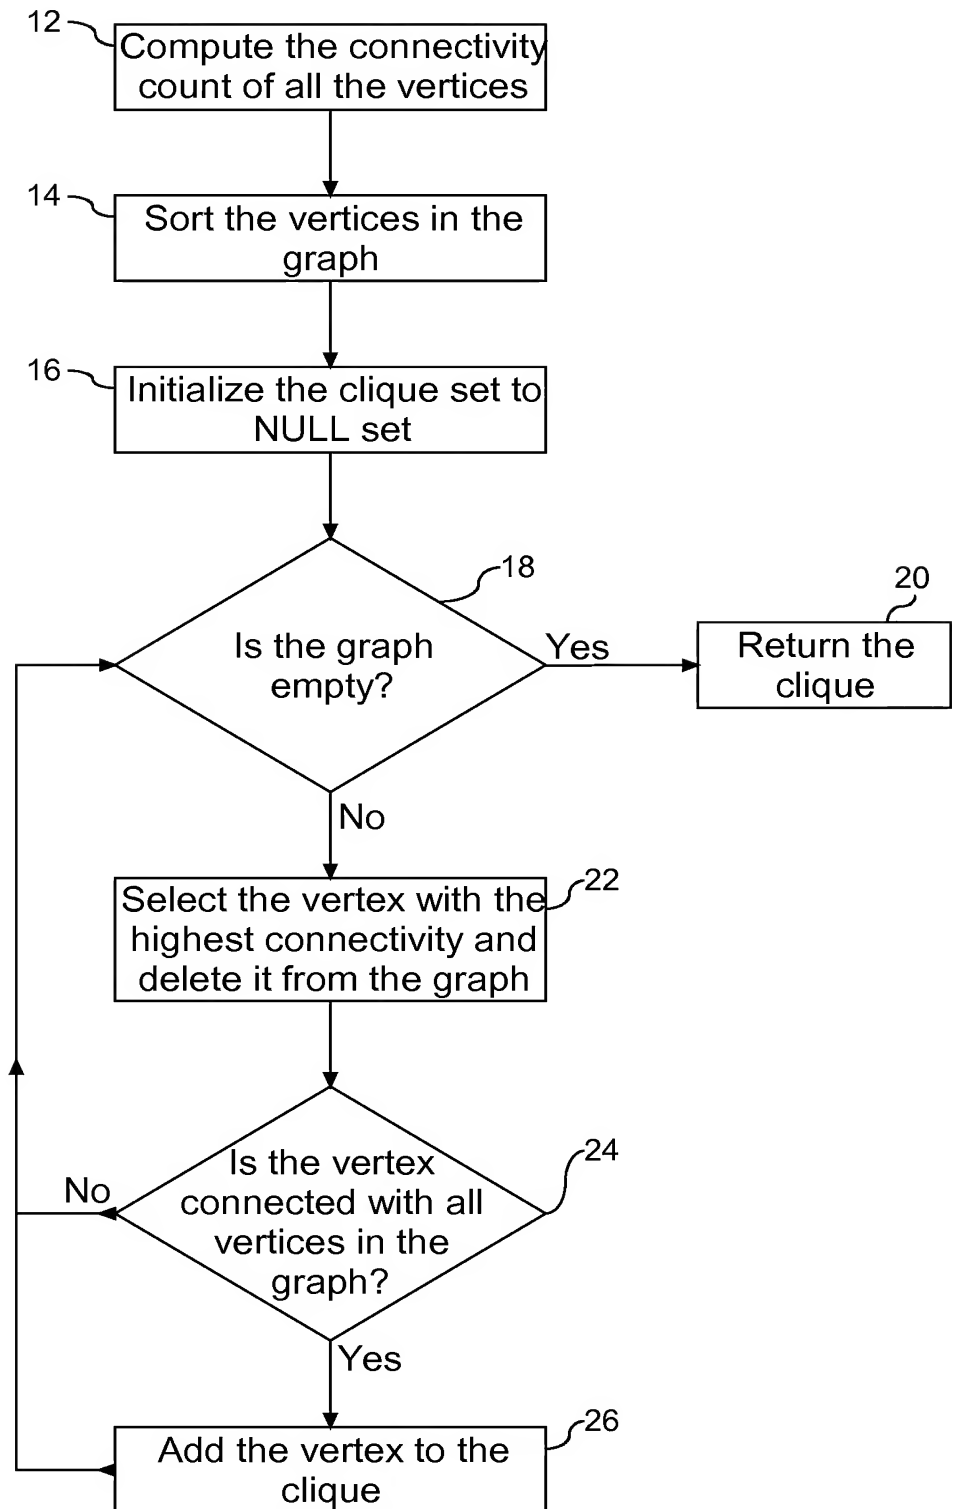 12
Compute the connectivity
count of all the vertices
14
Sort the vertices in the
graph
16
Initialize the clique set to
NULL set
18
Is the graph
empty?
Yes
20
Return the
clique
No
22
Select the vertex with the
highest connectivity and
delete it from the graph
24
Is the vertex
connected with all
vertices in the
graph?
No
Yes
26
Add the vertex to the
clique